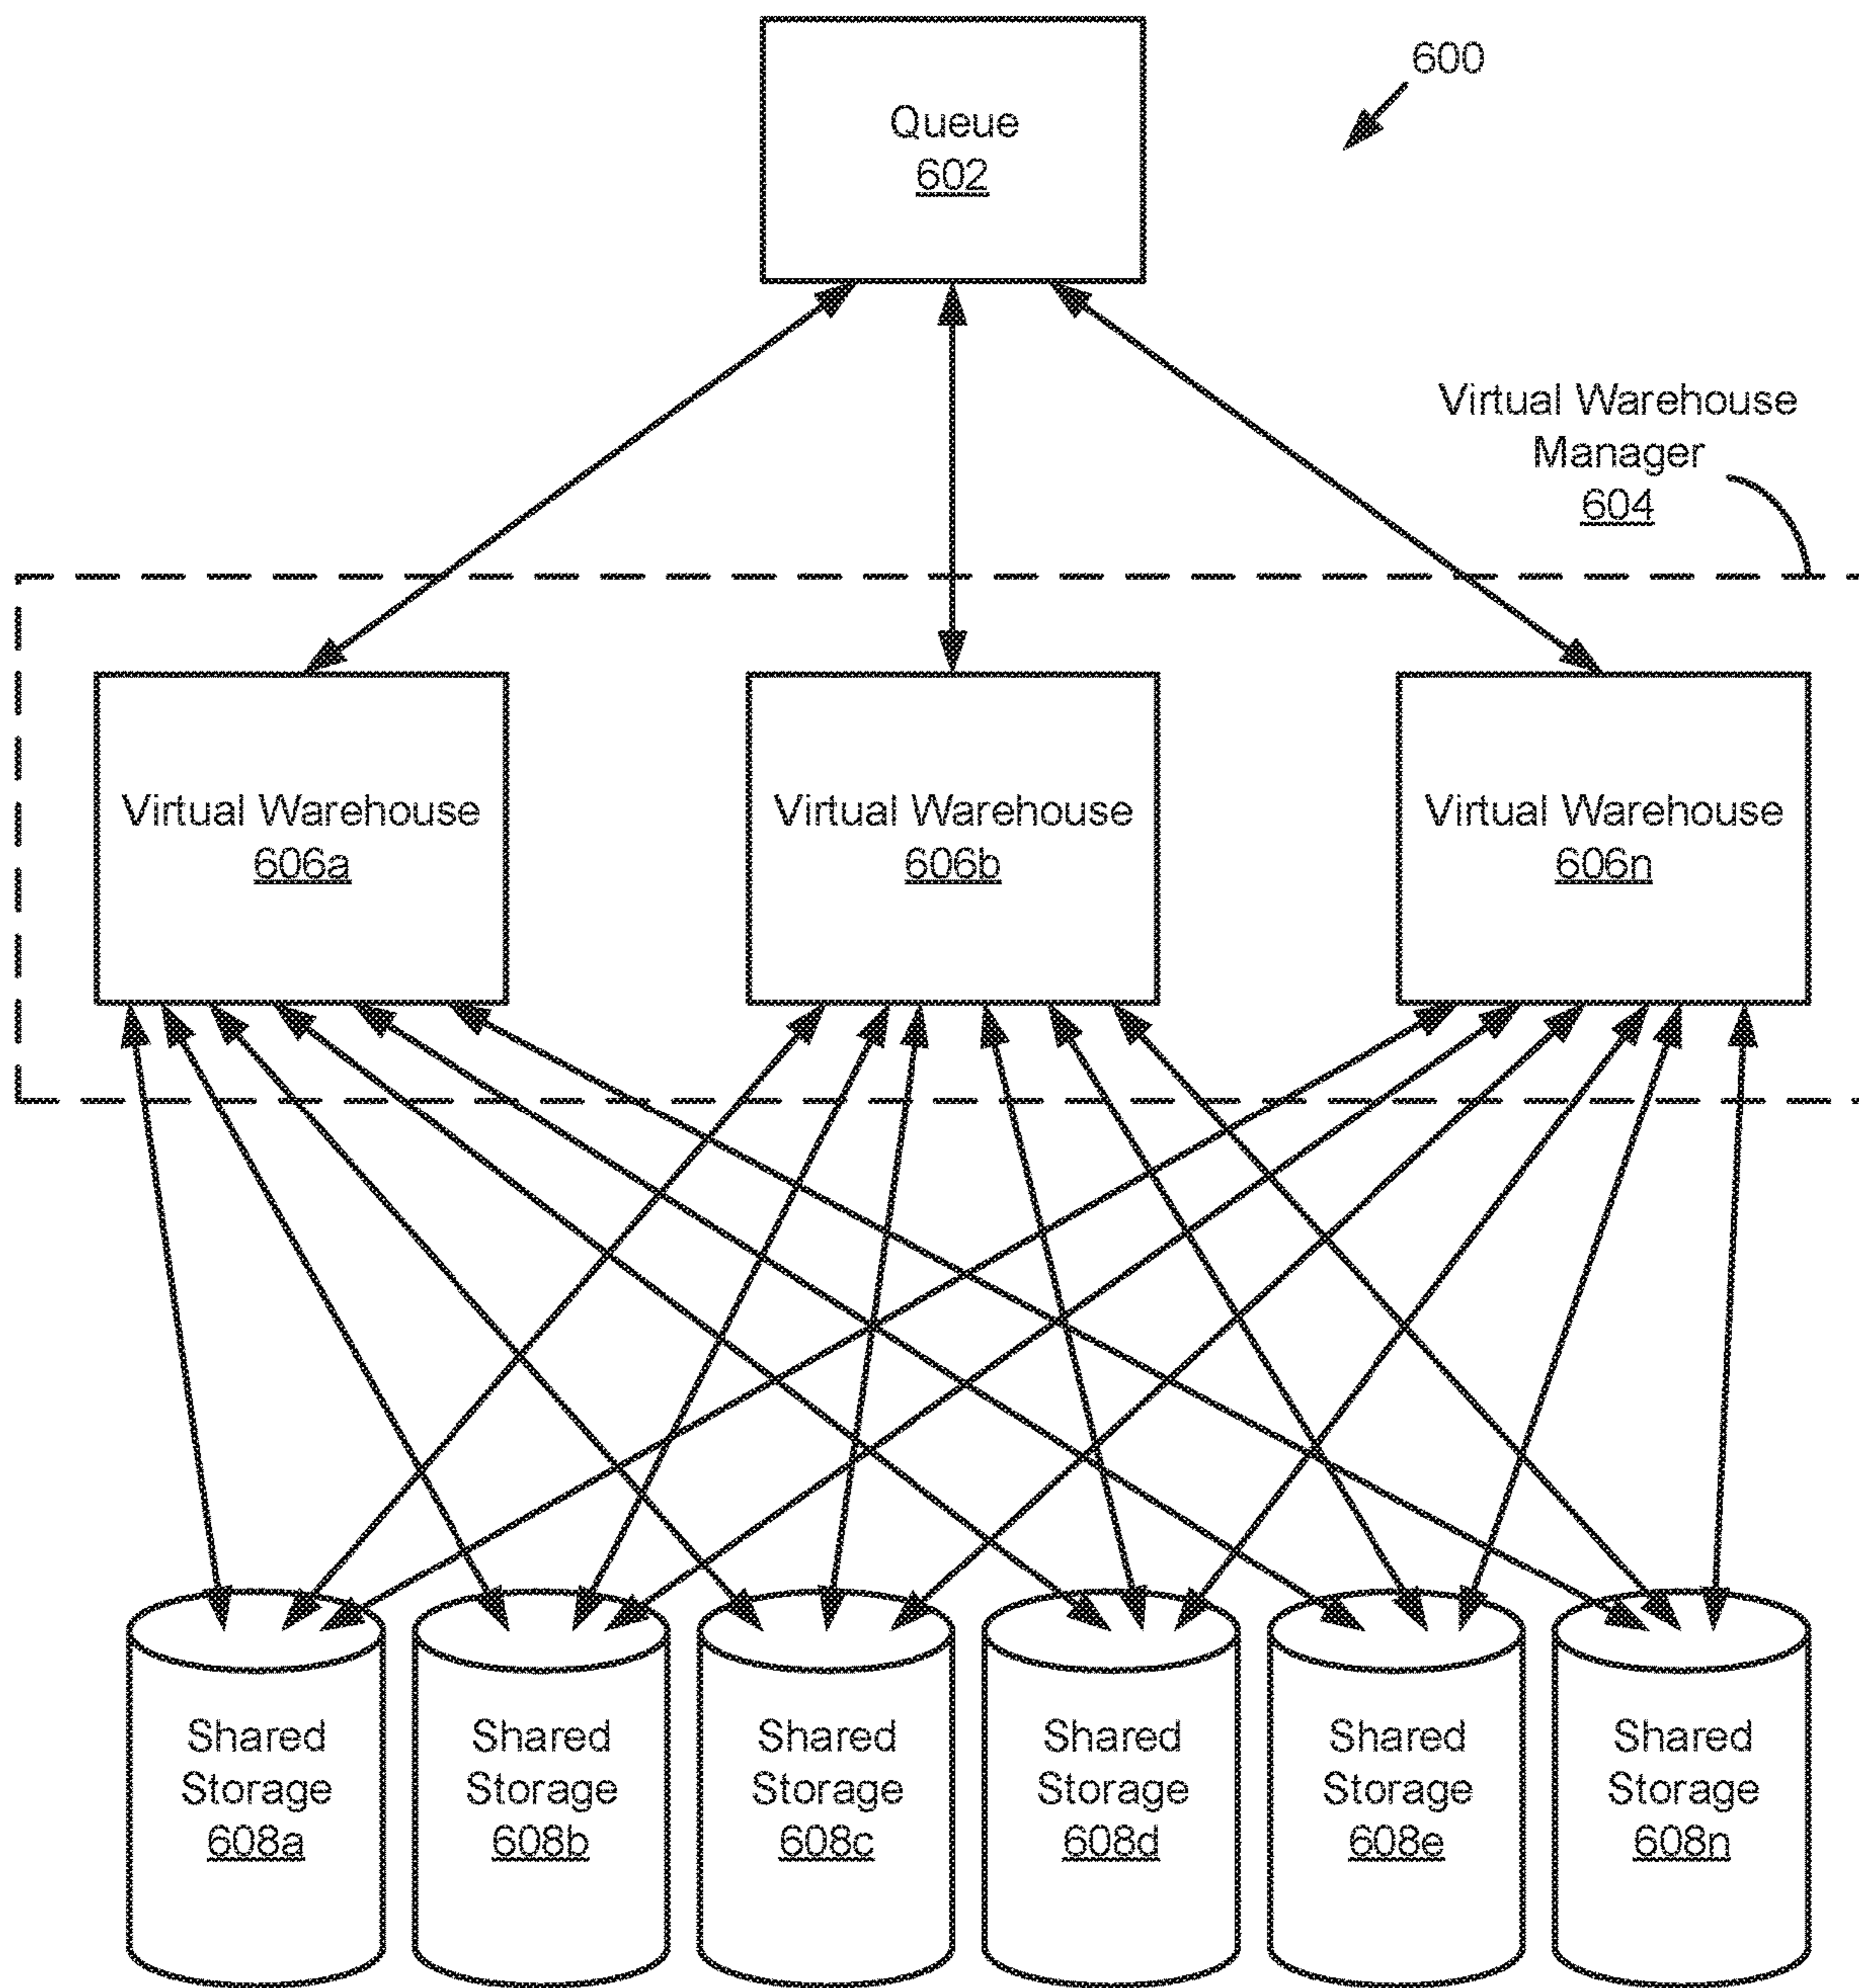 Queue
602
600
Virtual Warehouse
Manager
604
Virtual Warehouse
606a
Virtual Warehouse
606b
Virtual Warehouse
606n
Shared
Storage
608a
Shared
Storage
608b
Shared
Storage
608c
Shared
Storage
608d
Shared
Storage
608e
Shared
Storage
608n